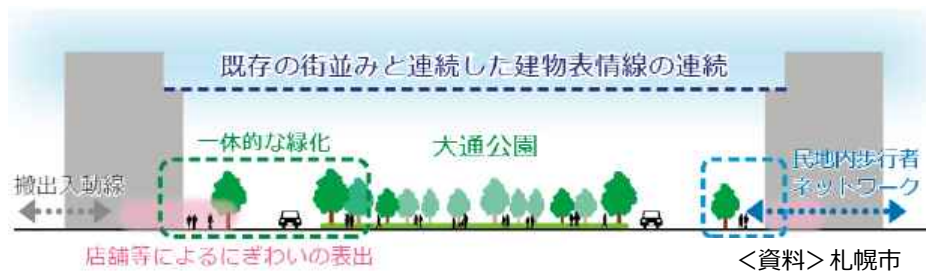 既存の街並みと連続した建物表情線の連続
一体的な緑化
大通公園
搬出入動線
民地内歩行者
ネットワーク
店舗等によるにぎわいの表出
<資料>札幌市